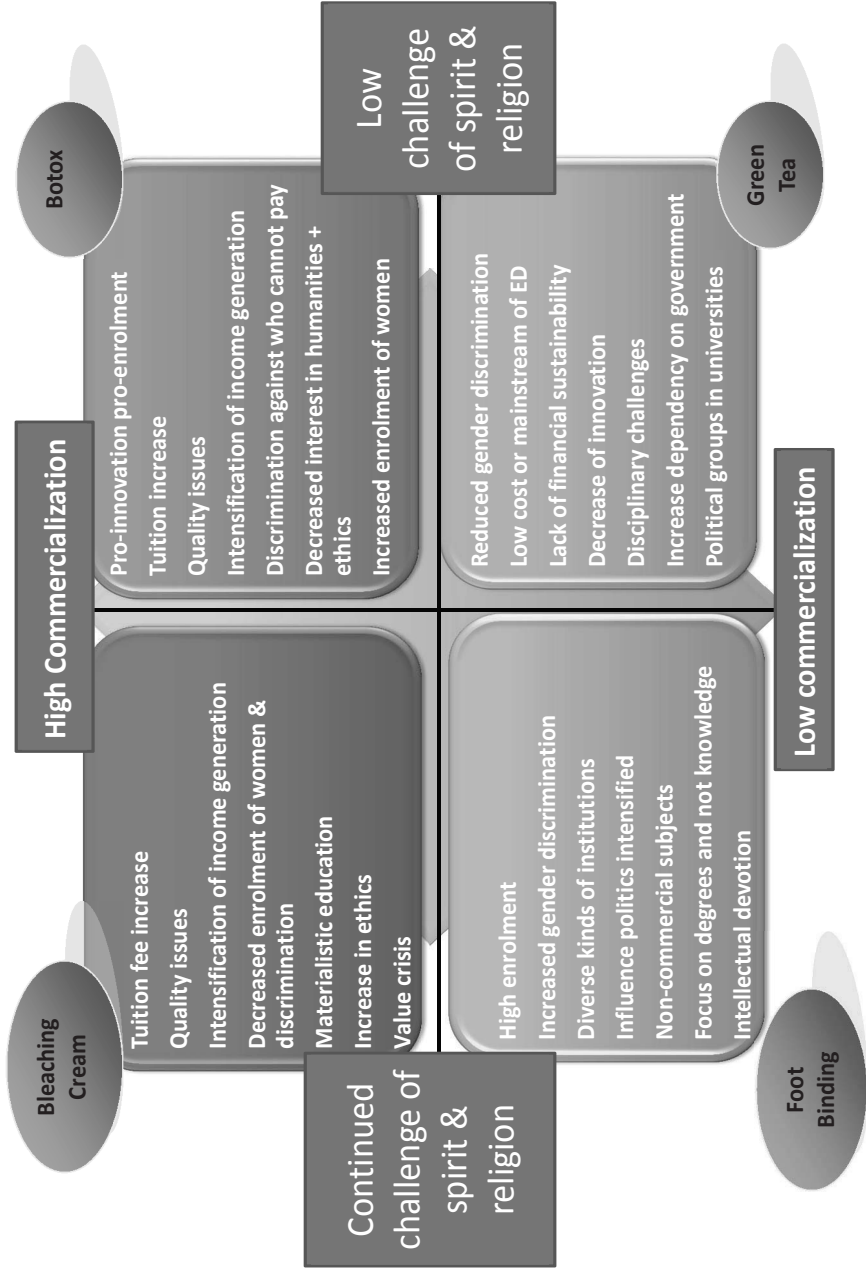 High Commercialization
Bleaching
Cream
Tuition fee increase
Quality issues
Intensification of income generation
Decreased enrolment of women &
discrimination
Materialistic education
Increase in ethics
Value crisis
Botox
Pro-innovation pro-enrolment
Tuition increase
Quality issues
Intensification of income generation
Discrimination against who cannot pay
Decreased interest in humanities +
ethics
Increased enrolment of women
Continued
challenge of
spirit &
religion
Low
challenge
of spirit &
religion
High enrolment
Increased gender discrimination
Diverse kinds of institutions
Influence politics intensified
Non-commercial subjects
Focus on degrees and not knowledge
Intellectual devotion
Foot
Binding
Reduced gender discrimination
Low cost or mainstream of ED
Lack of financial sustainability
Decrease of innovation
Disciplinary challenges
Increase dependency on government
Political groups in universities
Green
Tea
Low commercialization